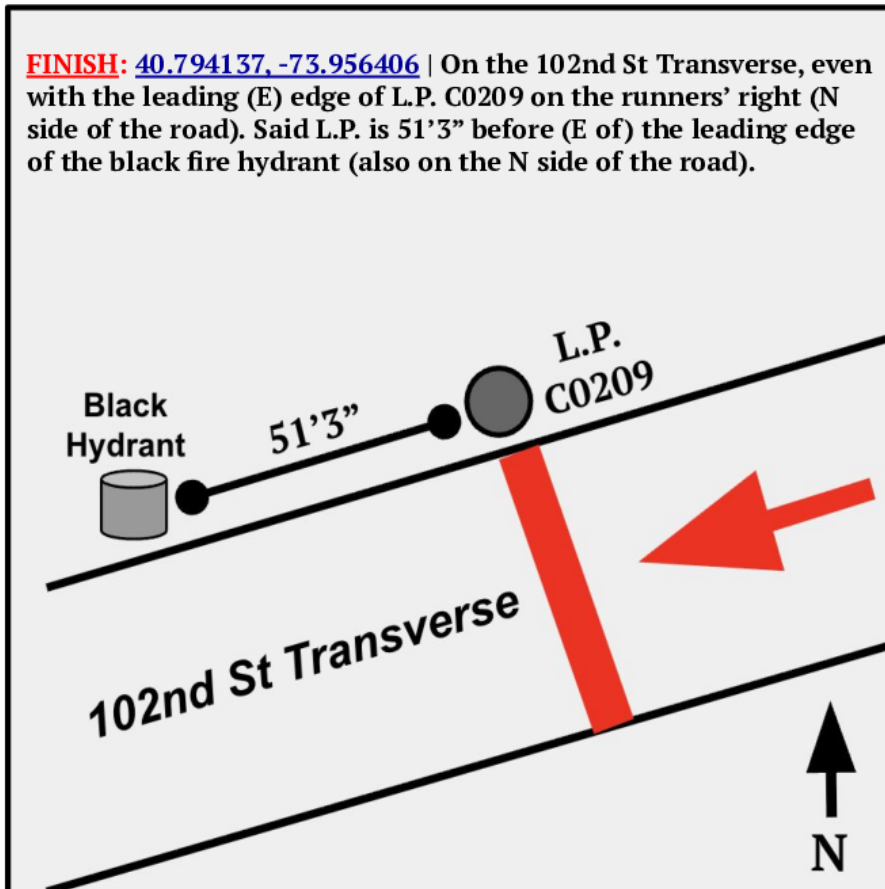 FINISH: 40.794137, -73.956406 | On the 102nd St Transverse, even
with the leading (E) edge of L.P. C0209 on the runners’ right (N
side of the road). Said L.P. is 51’3” before (E of) the leading edge
of the black fire hydrant (also on the N side of the road).
L.P.
C0209
Black
Hydrant
51’3”
102nd St Transverse
N